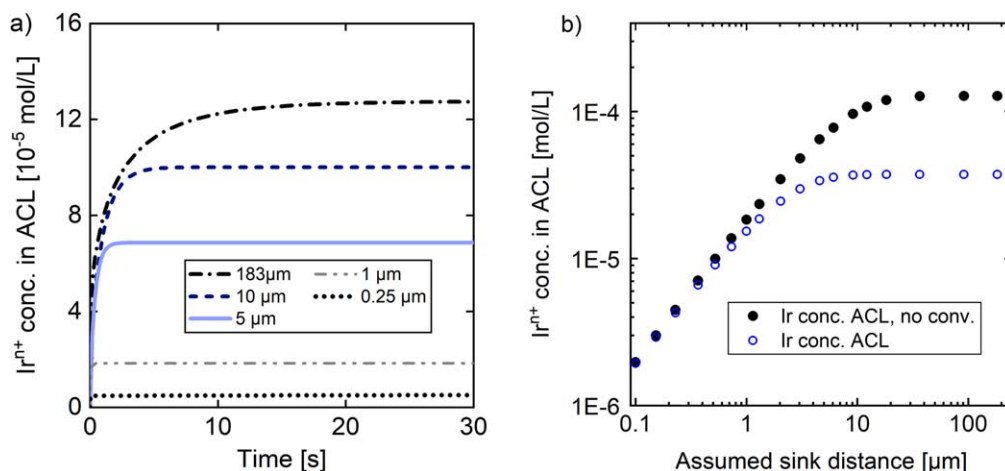 a)
Irⁿ⁺ conc. in ACL [10⁻⁵ mol/L]
16
12
8
4
0
183µm
10 µm
5 µm
1 µm
0.25 µm
0 10 20 30
Time [s]
b)
Irⁿ⁺ conc. in ACL [mol/L]
1E-4
1E-5
1E-6
Ir conc. ACL, no conv.
Ir conc. ACL
0.1 1 10 100
Assumed sink distance [µm]